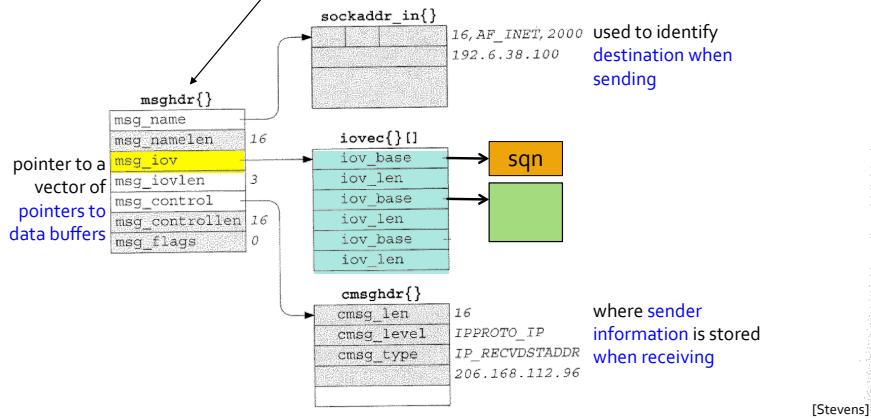 sockaddr_in{}
16, AF_INET, 2000
192.6.38.100
used to identify
destination when
sending
msghdr{}
msg_name
msg_namelen 16
msg_iov
msg_iovlen 3
msg_control
msg_controllen 16
msg_flags 0
pointer to a
vector of
pointers to
data buffers
iovec{}[]
iov_base
iov_len
iov_base
iov_len
iov_base
iov_len
sqn
cmsghdr{}
cmsg_len 16
cmsg_level IPPROTO_IP
cmsg_type IP_RECVDSTADDR
206.168.112.96
where sender
information is stored
when receiving
[Stevens]